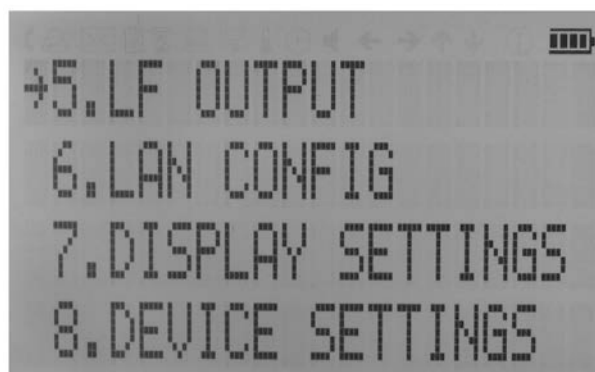 →5.LF OUTPUT
6.LAN CONFIG
7.DISPLAY SETTINGS
8.DEVICE SETTINGS